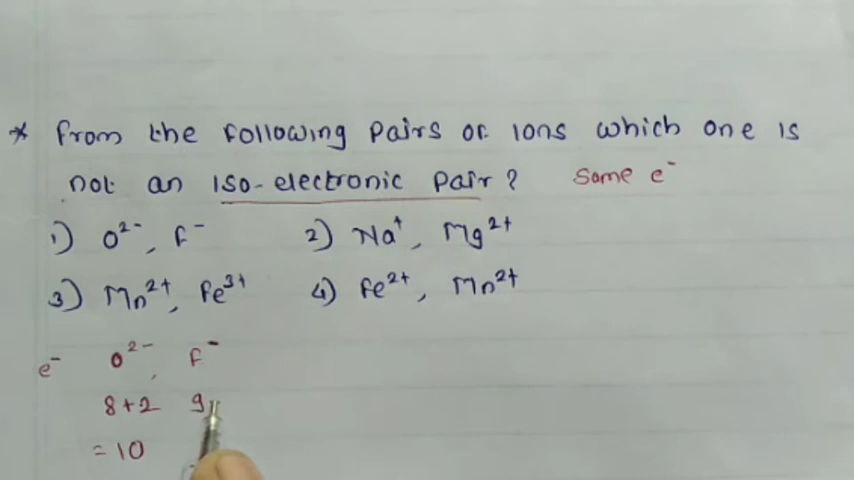 * From the following pairs of ions which one is
not an iso-electronic pair? Same e⁻
1) O²⁻, F⁻ 2) Na⁺, Mg²⁺
3) Mn²⁺, Fe³⁺ 4) Fe²⁺, Mn²⁺
e⁻ O²⁻, F⁻
8+2 9
=10